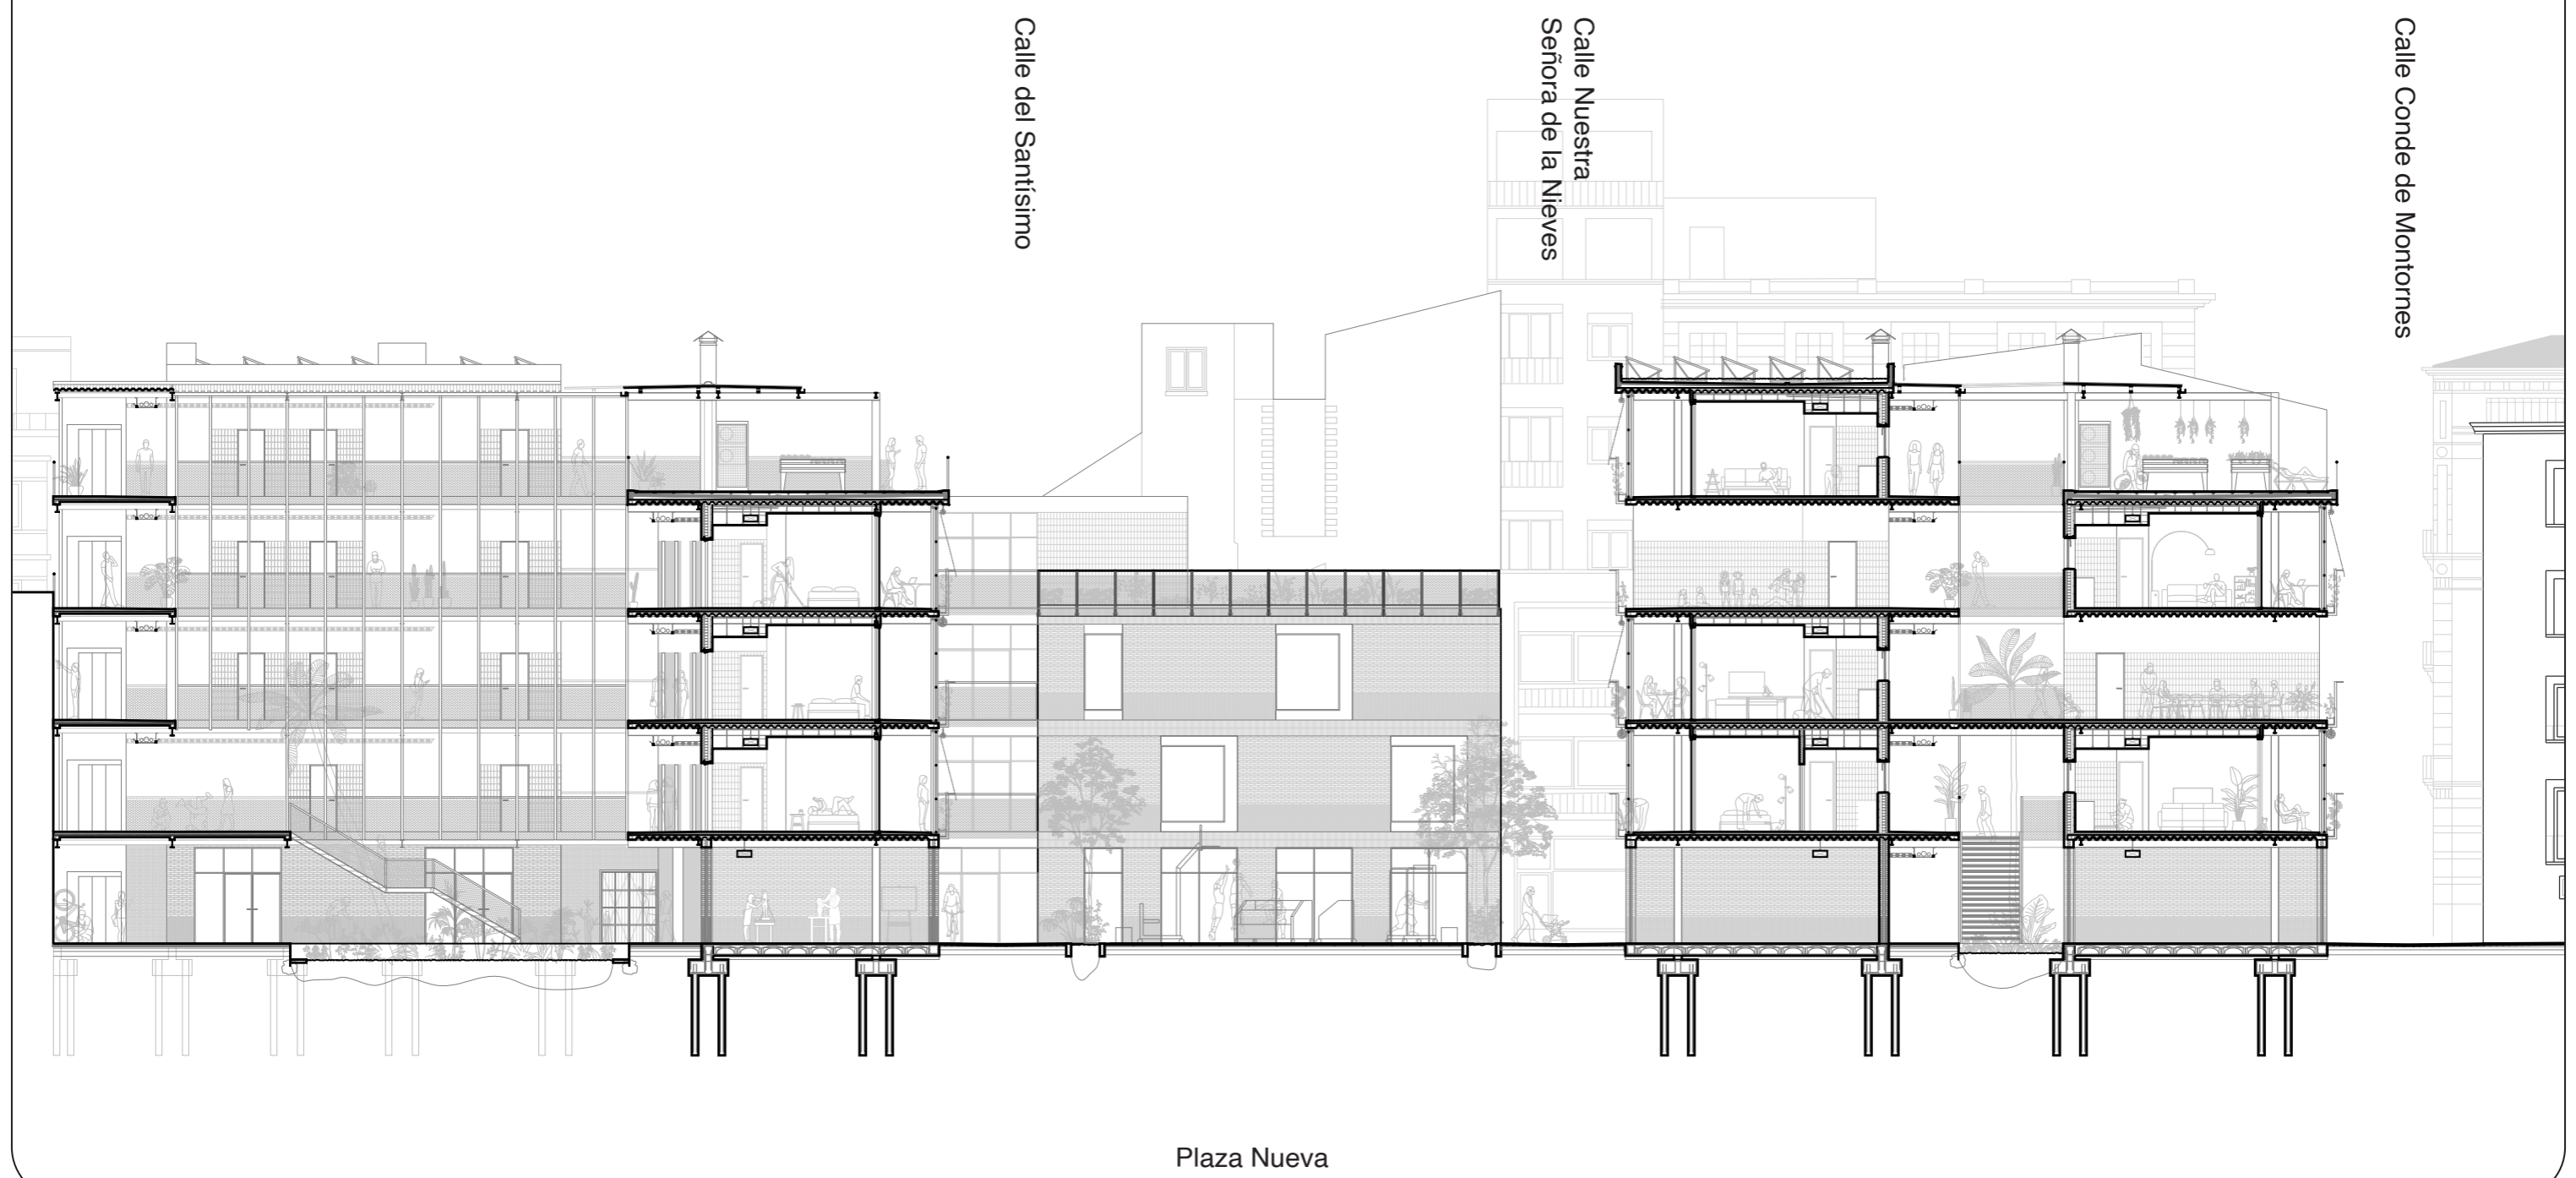 Calle del Santísimo
Calle Nuestra
Señora de la Nieves
Calle Conde de Montornes
Plaza Nueva